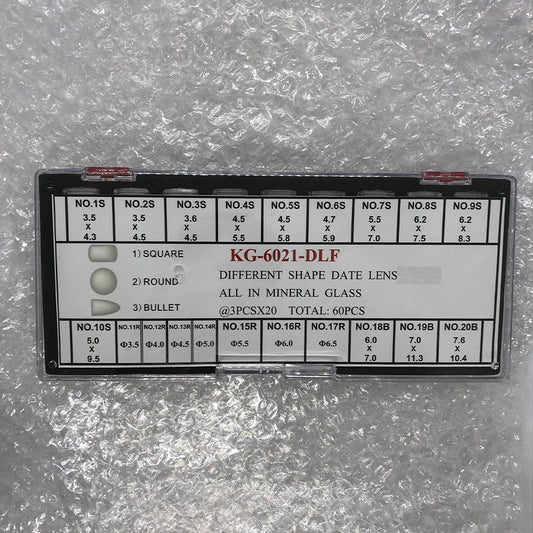 NO.1S NO.2S NO.3S NO.4S NO.5S NO.6S NO.7S NO.8S NO.9S
3.5 3.5 3.6 4.5 4.5 4.7 5.5 6.2 6.2
x x x x x x x x x
4.3 4.5 4.5 5.5 5.8 5.9 7.0 7.5 8.3
1) SQUARE
2) ROUND
3) BULLET
KG-6021-DLF
DIFFERENT SHAPE DATE LENS
ALL IN MINERAL GLASS
@3PCSX20 TOTAL: 60PCS
NO.10S NO.11R NO.12R NO.13R NO.14R NO.15R NO.16R NO.17R NO.18B NO.19B NO.20B
5.0 Φ3.5 Φ4.0 Φ4.5 Φ5.0 Φ5.5 Φ6.0 Φ6.5 6.0 7.0 7.6
x x x x
9.5 7.0 11.3 10.4